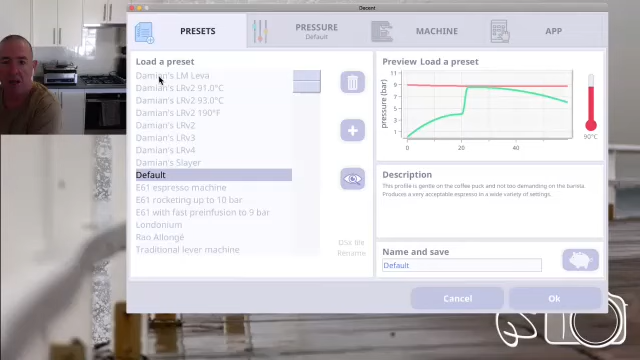 Decent
PRESETS
PRESSURE
Default
MACHINE
APP
Load a preset
Damian's LM Leva
Damian's LRv2 91.0°C
Damian's LRv2 93.0°C
Damian's LRv2 190°F
Damian's LRv2
Damian's LRv3
Damian's LRv4
Damian's Slayer
Default
E61 espresso machine
E61 rocketing up to 10 bar
E61 with fast preinfusion to 9 bar
Londonium
Rao Allongé
Traditional lever machine
Rename
Preview Load a preset
pressure (bar)
11
9
7
5
3
1
0
20
40
90°C
Description
This profile is gentle on the coffee puck and not too demanding on the barista.
Produces a very acceptable espresso in a wide variety of settings.
Name and save
Default
Cancel
Ok